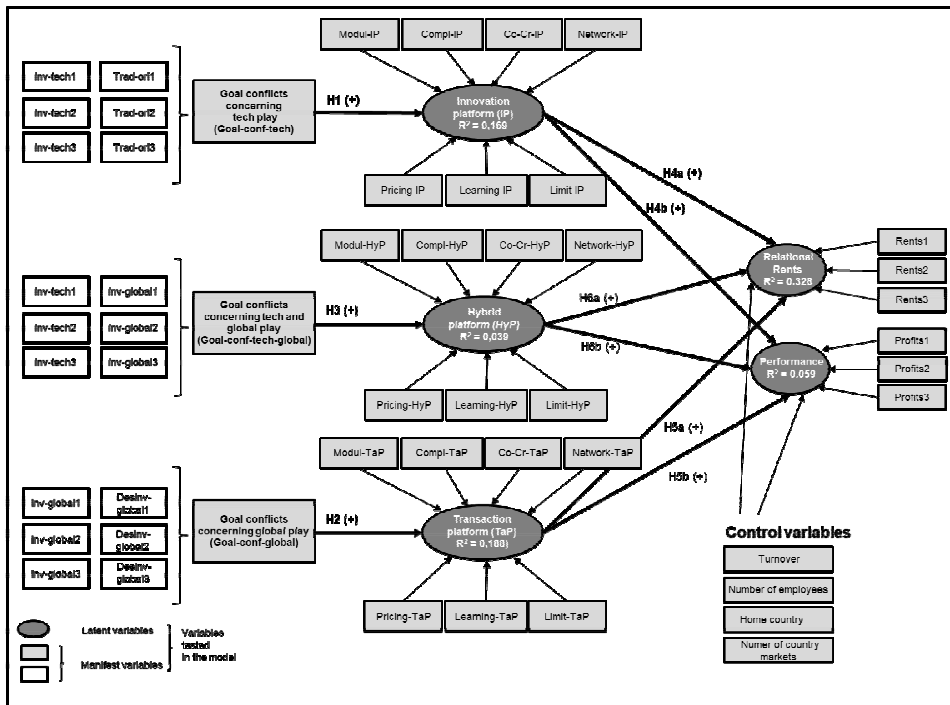 Modul-IP
Compl-IP
Co-Cr-IP
Network-IP
Inv-tech1
Trad-ori1
Inv-tech2
Trad-ori2
Inv-tech3
Trad-ori3
Goal conflicts
concerning
tech play
(Goal-conf-tech)
H1 (+)
Innovation
platform (IP)
R² = 0,169
Pricing IP
Learning IP
Limit IP
H4a (+)
H4b (+)
Modul-HyP
Compl-HyP
Co-Cr-HyP
Network-HyP
Inv-tech1
Inv-global1
Inv-tech2
Inv-global2
Inv-tech3
Inv-global3
Goal conflicts
concerning tech and
global play
(Goal-conf-tech-global)
H3 (+)
Hybrid
platform (HyP)
R² = 0,039
Pricing-HyP
Learning-HyP
Limit-HyP
H6a (+)
H6b (+)
Relational
Rents
R² = 0.328
Rents1
Rents2
Rents3
Performance
R² = 0.059
Profits1
Profits2
Profits3
Modul-TaP
Compl-TaP
Co-Cr-TaP
Network-TaP
Inv-global1
Desinv-
global1
Inv-global2
Desinv-
global2
Inv-global3
Desinv-
global3
Goal conflicts
concerning global play
(Goal-conf-global)
H2 (+)
Transaction
platform (TaP)
R² = 0,188)
Pricing-TaP
Learning-TaP
Limit-TaP
H5a (+)
H5b (+)
Control variables
Turnover
Number of employees
Home country
Numer of country
markets
Latent variables
Manifest variables
Variables
tested
in the model